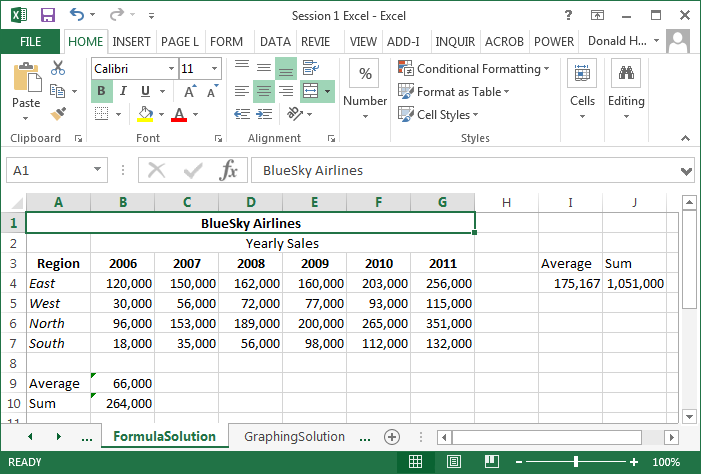 Session 1 Excel - Excel
FILE HOME INSERT PAGE L FORM DATA REVIE VIEW ADD-I INQUIR ACROB POWER Donald H...
Paste
Clipboard
Calibri 11
B I U A A
A
Font
Alignment
%
Number
Conditional Formatting
Format as Table
Cell Styles
Styles
Cells
Editing
A1 fx BlueSky Airlines
A B C D E F G H I J
1 BlueSky Airlines
2 Yearly Sales
3 Region 2006 2007 2008 2009 2010 2011 Average Sum
4 East 120,000 150,000 162,000 160,000 203,000 256,000 175,167 1,051,000
5 West 30,000 56,000 72,000 77,000 93,000 115,000
6 North 96,000 153,000 189,000 200,000 265,000 351,000
7 South 18,000 35,000 56,000 98,000 112,000 132,000
8
9 Average 66,000
10 Sum 264,000
... FormulaSolution GraphingSolution ...
READY 100%